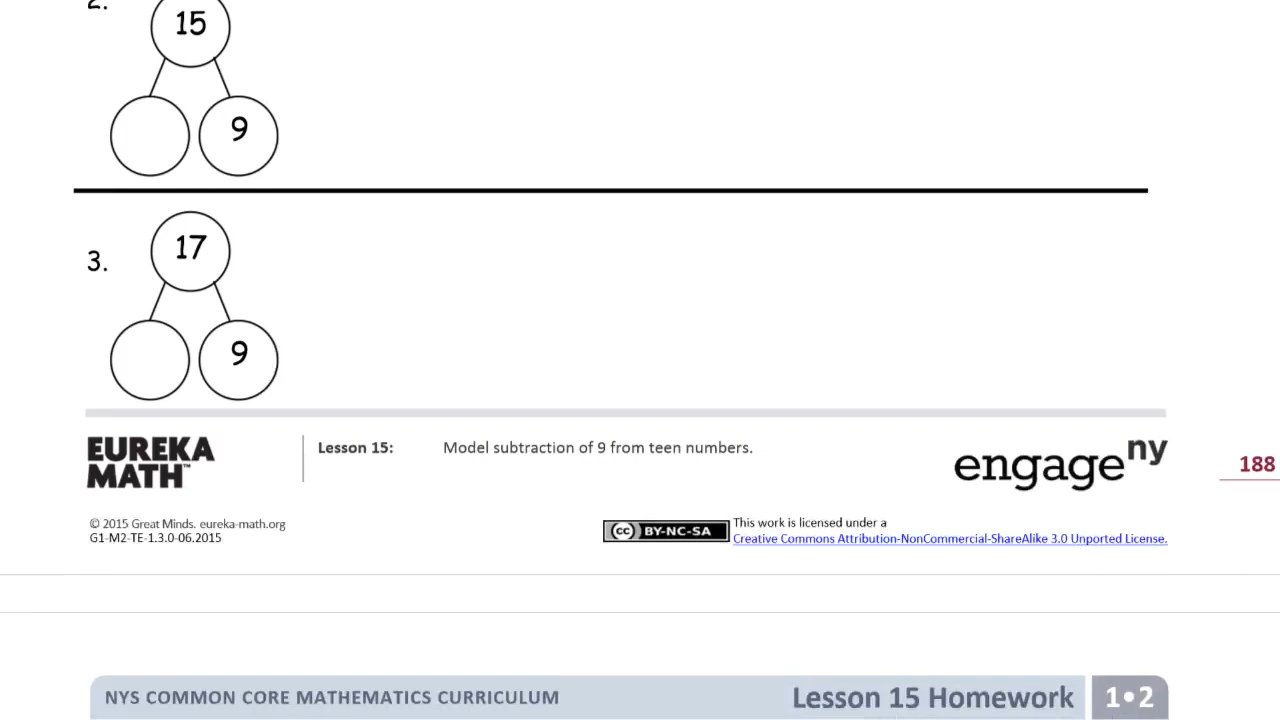 2.
15
9
3.
17
9
EUREKA
MATH™
Lesson 15:
Model subtraction of 9 from teen numbers.
engageny
188
© 2015 Great Minds. eureka-math.org
G1-M2-TE-1.3.0-06.2015
cc BY-NC-SA
This work is licensed under a
Creative Commons Attribution-NonCommercial-ShareAlike 3.0 Unported License.
NYS COMMON CORE MATHEMATICS CURRICULUM
Lesson 15 Homework
1•2